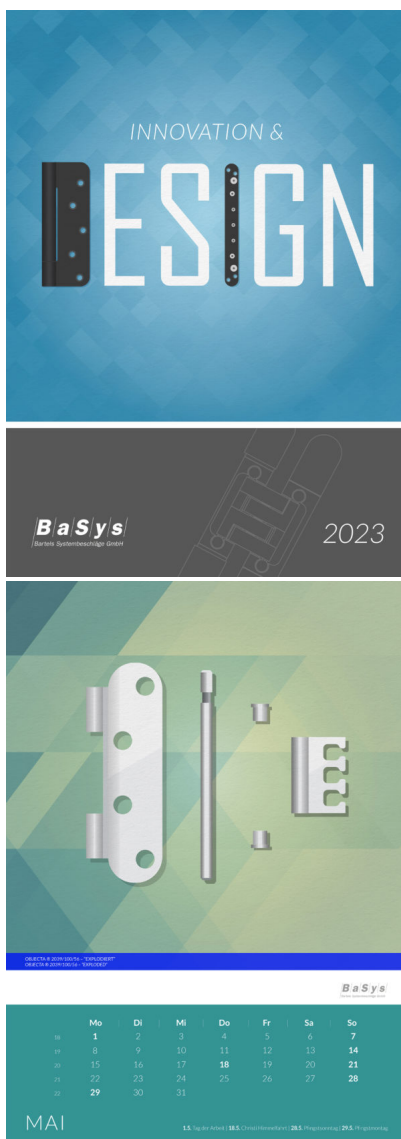 INNOVATION &
DESIGN
BaSys
Bartels Systembeschläge GmbH
2023
OBJECTA ® 2039/100/56 - "EXPLODIERT"
OBJECTA ® 2039/100/56 - "EXPLODED"
BaSys
Mo | Di | Mi | Do | Fr | Sa | So
18 1 2 3 4 5 6 7
19 8 9 10 11 12 13 14
20 15 16 17 18 19 20 21
21 22 23 24 25 26 27 28
22 29 30 31
MAI
1.5. Tag der Arbeit | 18.5. Christi Himmelfahrt | 28.5. Pfingstsonntag | 29.5. Pfingstmontag